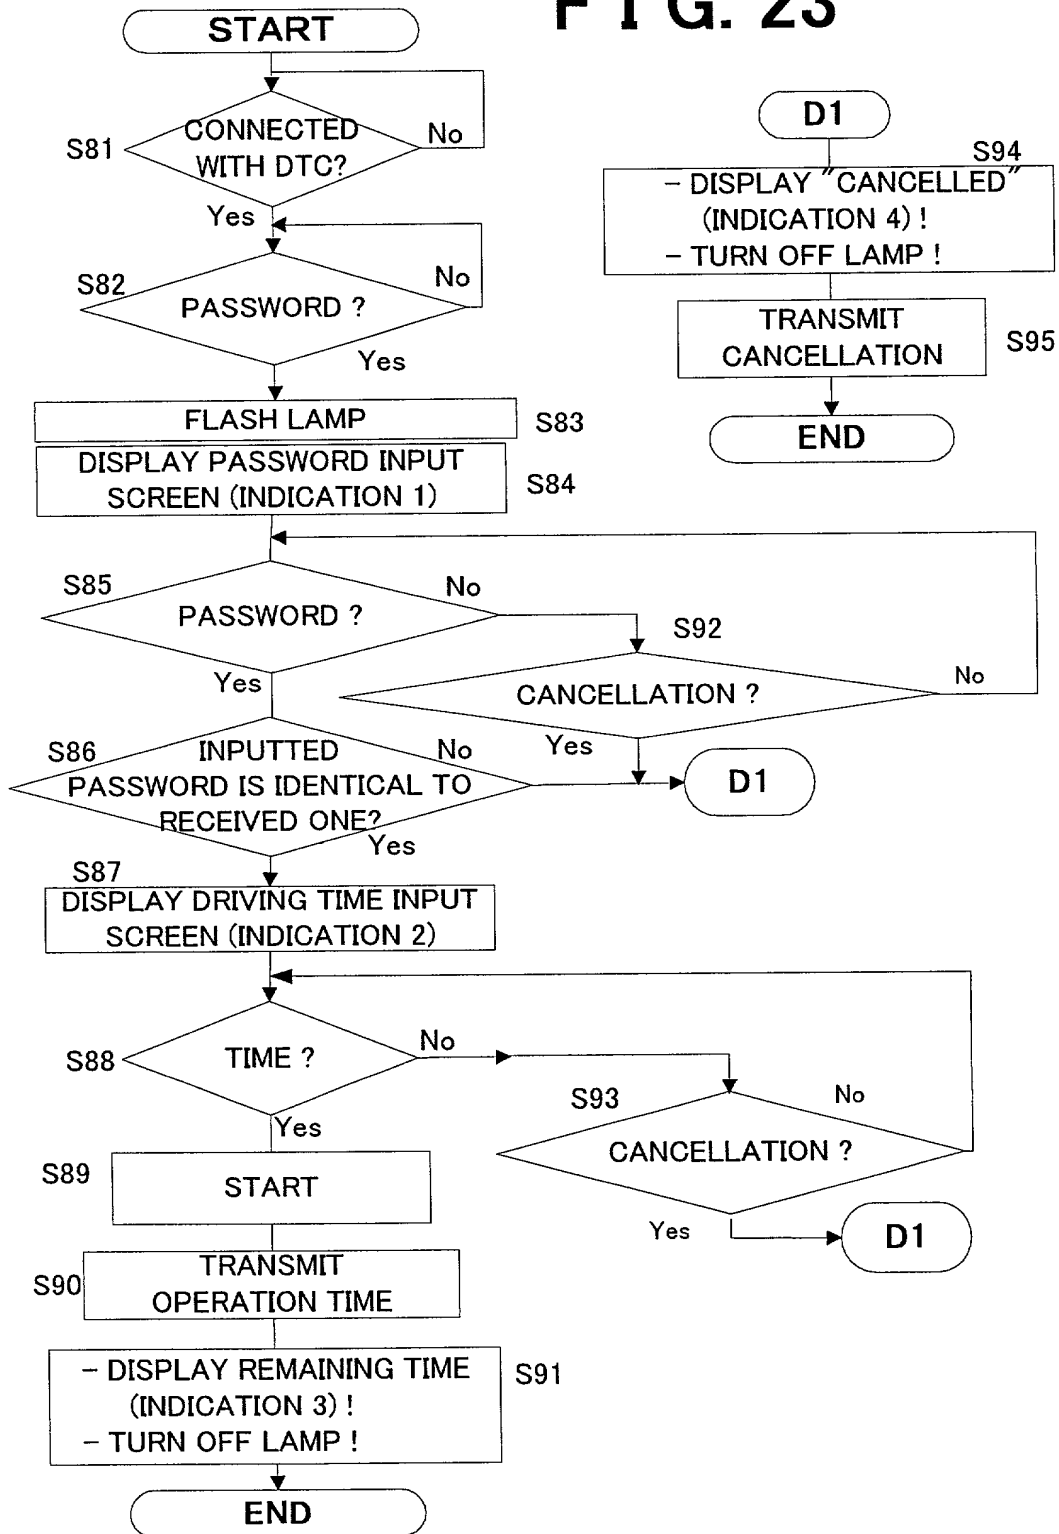 FIG. 23
START
S81
CONNECTED
WITH DTC?
No
Yes
S82
PASSWORD ?
No
Yes
FLASH LAMP
S83
DISPLAY PASSWORD INPUT
SCREEN (INDICATION 1)
S84
S85
PASSWORD ?
No
Yes
S92
CANCELLATION ?
No
Yes
S86
INPUTTED
PASSWORD IS IDENTICAL TO
RECEIVED ONE?
No
Yes
D1
S87
DISPLAY DRIVING TIME INPUT
SCREEN (INDICATION 2)
S88
TIME ?
No
Yes
S93
CANCELLATION ?
No
Yes
D1
S89
START
S90
TRANSMIT
OPERATION TIME
- DISPLAY REMAINING TIME
(INDICATION 3) !
- TURN OFF LAMP !
S91
END
D1
S94
- DISPLAY "CANCELLED"
(INDICATION 4) !
- TURN OFF LAMP !
TRANSMIT
CANCELLATION
S95
END